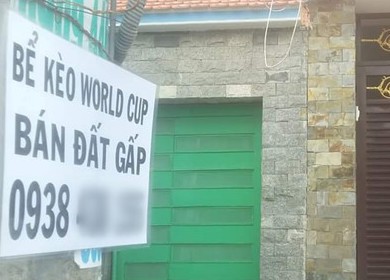 BỂ KÈO WORLD CUP
BÁN ĐẤT GẤP
0938